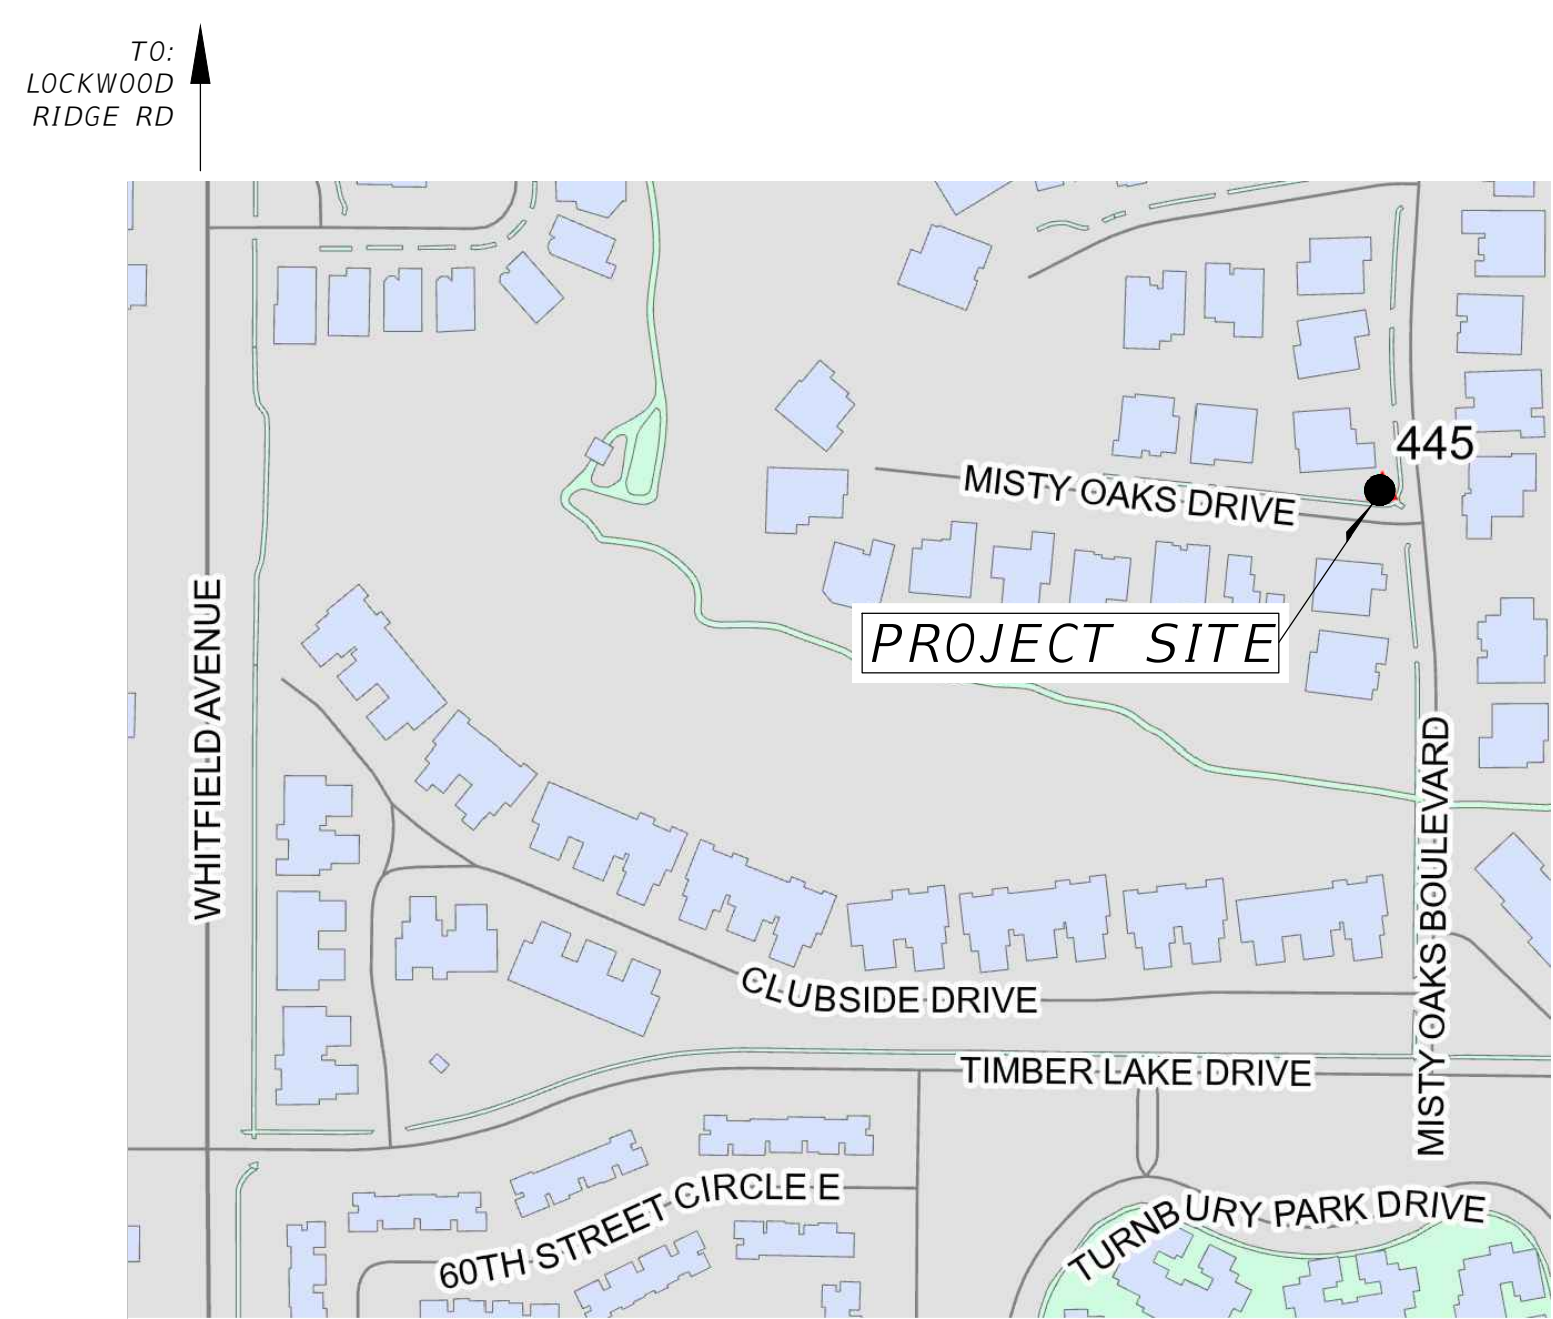 TO:
LOCKWOOD
RIDGE RD
445
MISTY OAKS DRIVE
PROJECT SITE
WHITFIELD AVENUE
MISTY OAKS BOULEVARD
CLUBSIDE DRIVE
TIMBER LAKE DRIVE
60TH STREET CIRCLE E
TURNBURY PARK DRIVE